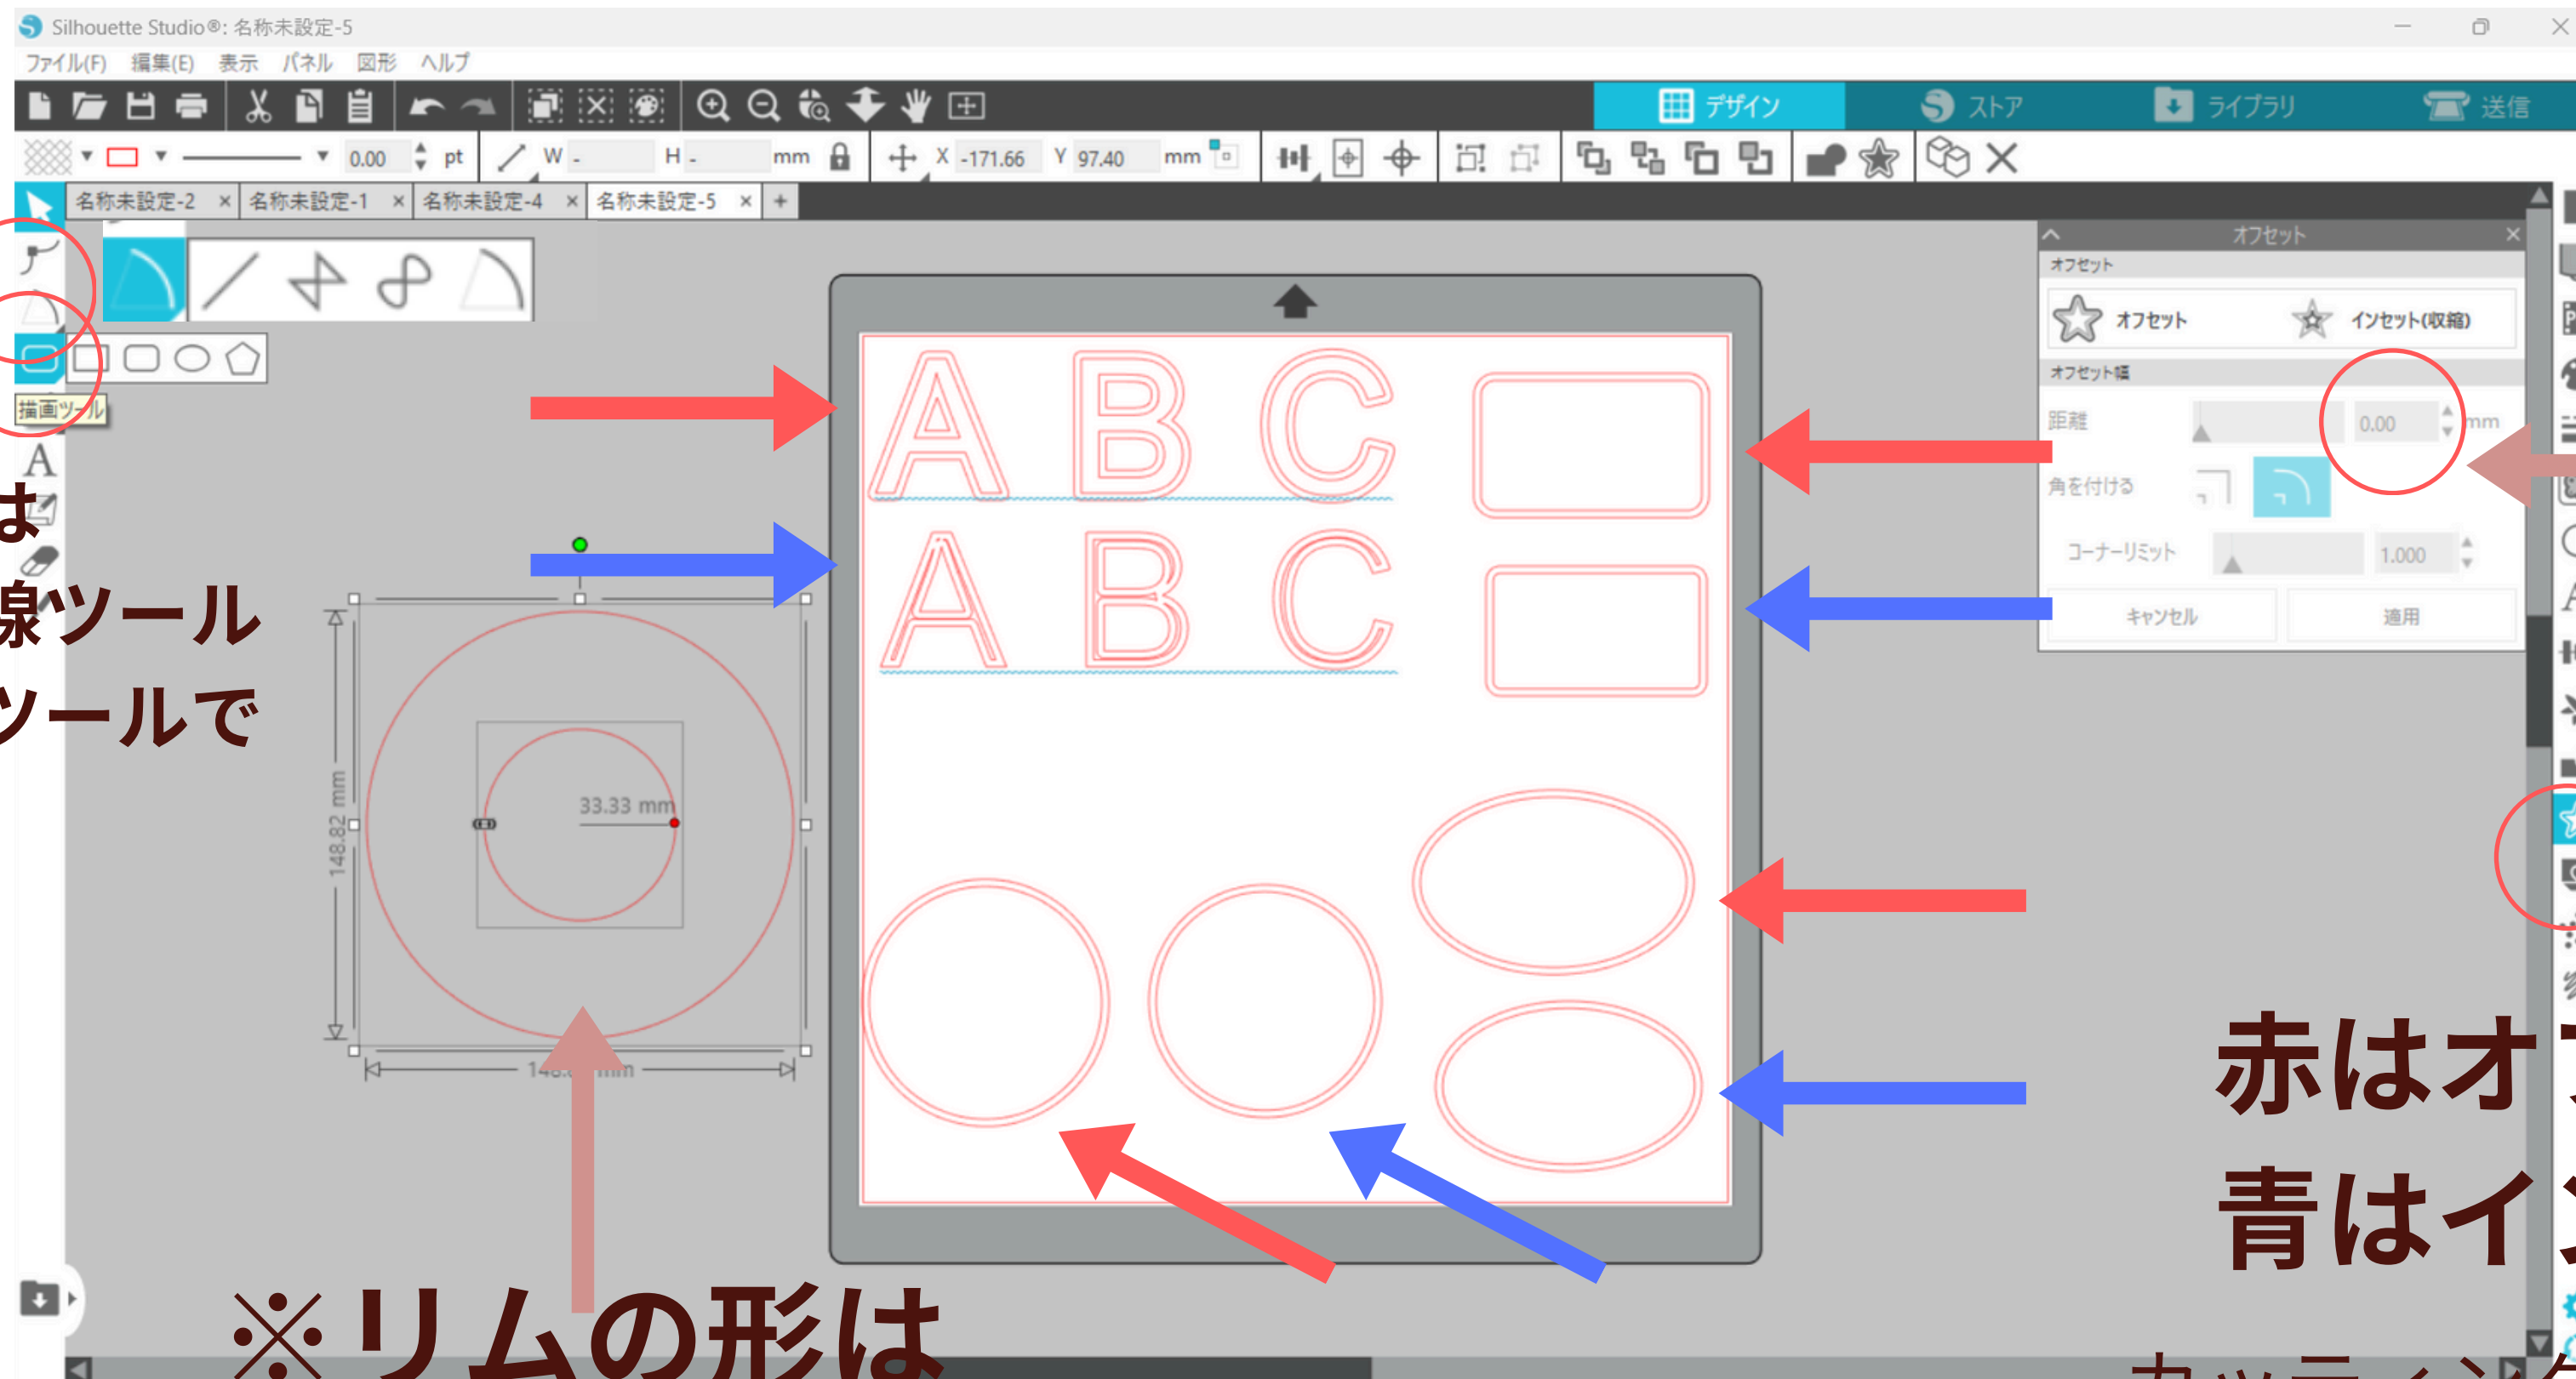 Silhouette Studio®: 名称未設定-5
ファイル(F) 編集(E) 表示 パネル 図形 ヘルプ
デザイン ストア ライブラリ 送信
0.00 pt W - H - mm X -171.66 Y 97.40 mm
名称未設定-2 名称未設定-1 名称未設定-4 名称未設定-5
オフセット
オフセット
オフセット インセット(収縮)
オフセット幅
距離 0.00 mm
角を付ける
コーナーリミット 1.000
キャンセル 適用
描画ツール
A B C
A B C
は
線ツール
ツールで
33.33 mm
148.82 mm
赤はオ
青はイ
※リムの形は
カッティング